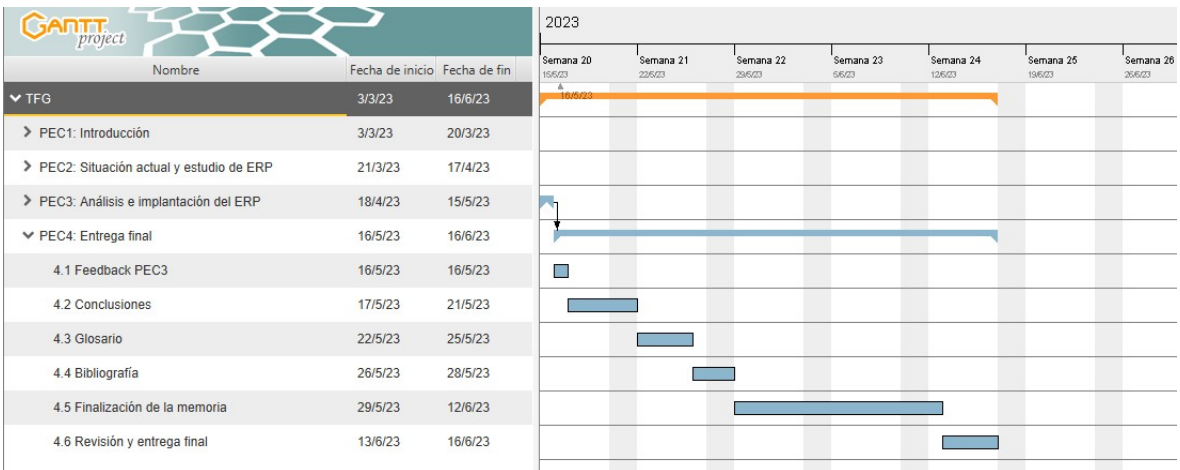 GANTT
project
2023
Semana 20 Semana 21 Semana 22 Semana 23 Semana 24 Semana 25 Semana 26
15/5/23 22/5/23 29/5/23 5/6/23 12/6/23 19/6/23 26/6/23
Nombre Fecha de inicio Fecha de fin
TFG 3/3/23 16/6/23
16/5/23
PEC1: Introducción 3/3/23 20/3/23
PEC2: Situación actual y estudio de ERP 21/3/23 17/4/23
PEC3: Análisis e implantación del ERP 18/4/23 15/5/23
PEC4: Entrega final 16/5/23 16/6/23
4.1 Feedback PEC3 16/5/23 16/5/23
4.2 Conclusiones 17/5/23 21/5/23
4.3 Glosario 22/5/23 25/5/23
4.4 Bibliografía 26/5/23 28/5/23
4.5 Finalización de la memoria 29/5/23 12/6/23
4.6 Revisión y entrega final 13/6/23 16/6/23